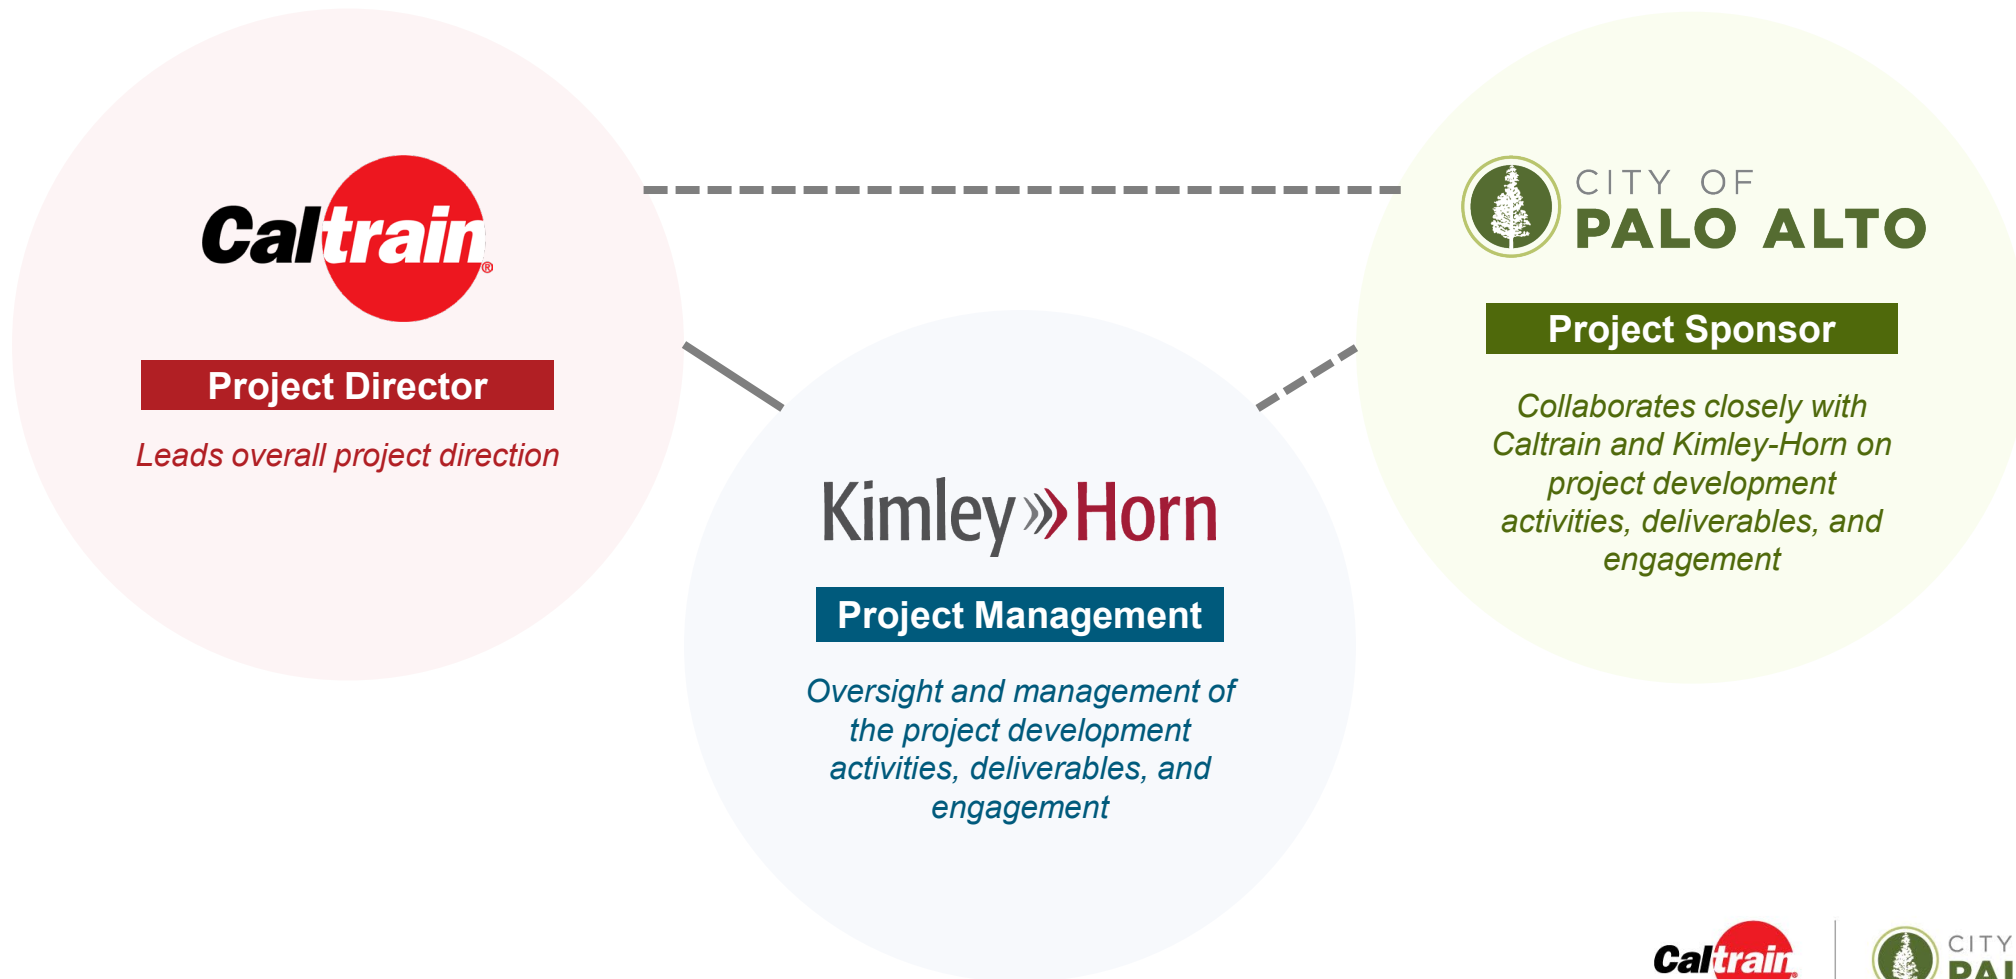 Caltrain®
Project Director
Leads overall project direction
Kimley Horn
Project Management
Oversight and management of
the project development
activities, deliverables, and
engagement
CITY OF
PALO ALTO
Project Sponsor
Collaborates closely with
Caltrain and Kimley-Horn on
project development
activities, deliverables, and
engagement
Caltrain
CITY
PAL